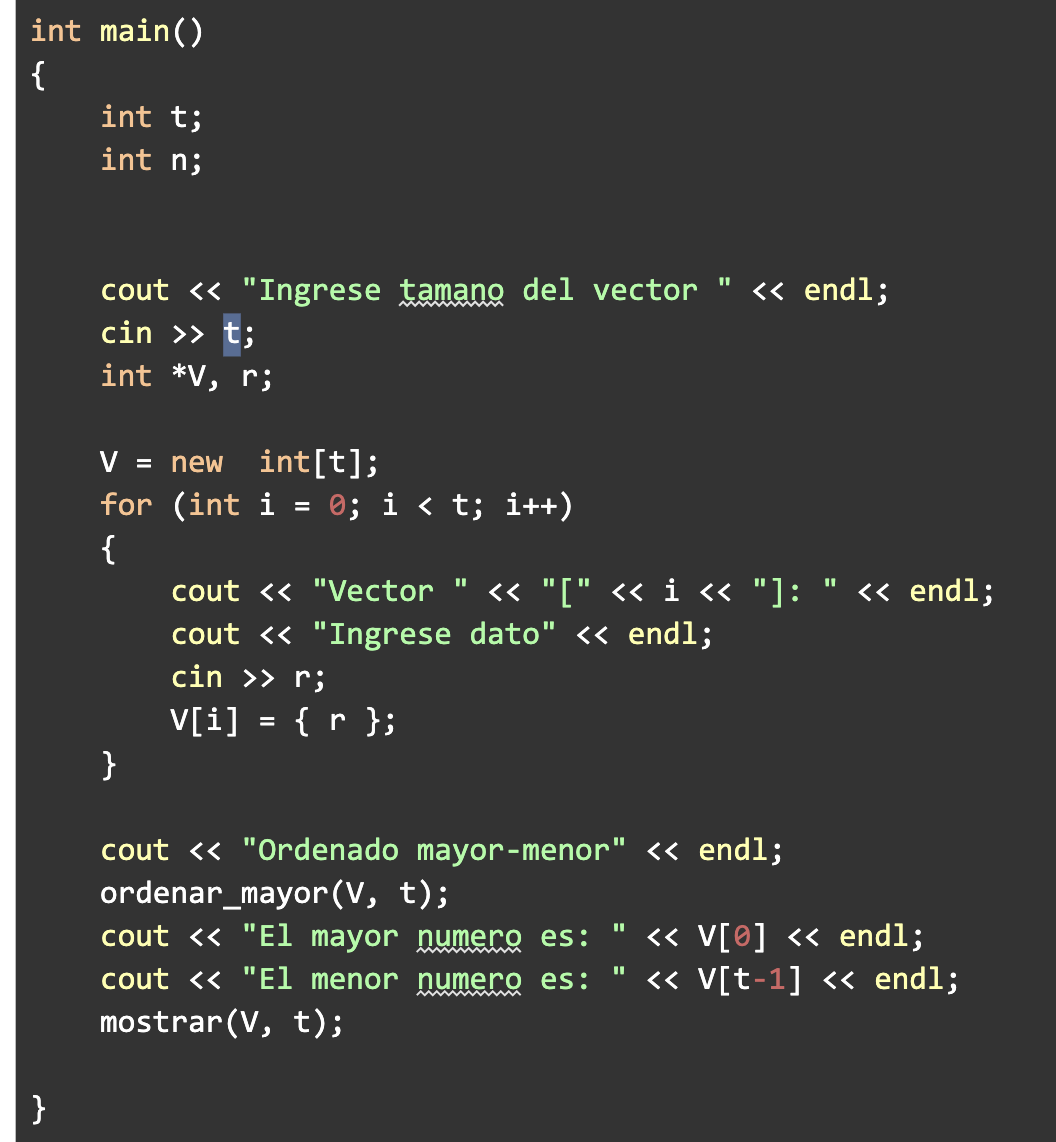 int main()
{
    int t;
    int n;

    cout << "Ingrese tamano del vector " << endl;
    cin >> t;
    int *V, r;

    V = new  int[t];
    for (int i = 0; i < t; i++)
    {
        cout << "Vector " << "[" << i << "]: " << endl;
        cout << "Ingrese dato" << endl;
        cin >> r;
        V[i] = { r };
    }

    cout << "Ordenado mayor-menor" << endl;
    ordenar_mayor(V, t);
    cout << "El mayor numero es: " << V[0] << endl;
    cout << "El menor numero es: " << V[t-1] << endl;
    mostrar(V, t);

}